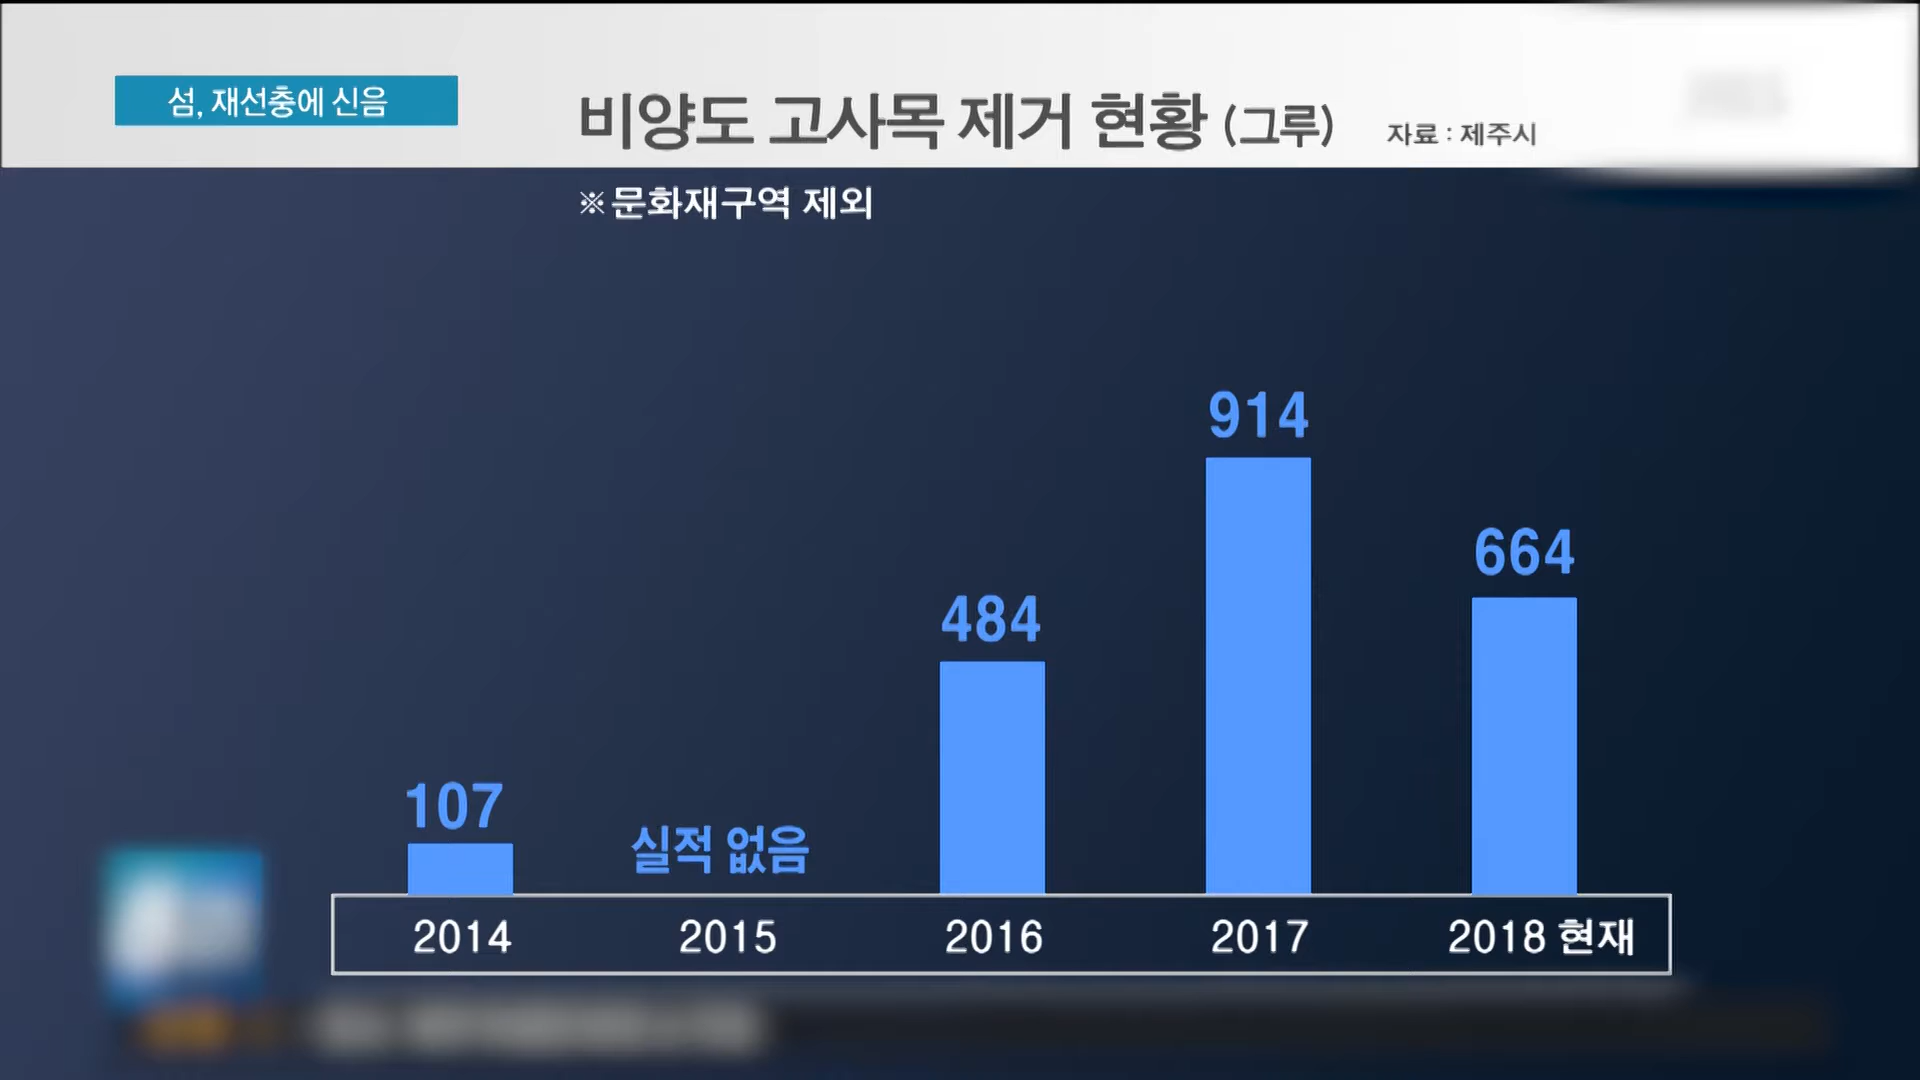 섬, 재선충에 신음
비양도 고사목 제거 현황 (그루) 자료 : 제주시
※문화재구역 제외
914
664
484
107
실적 없음
2014 2015 2016 2017 2018 현재